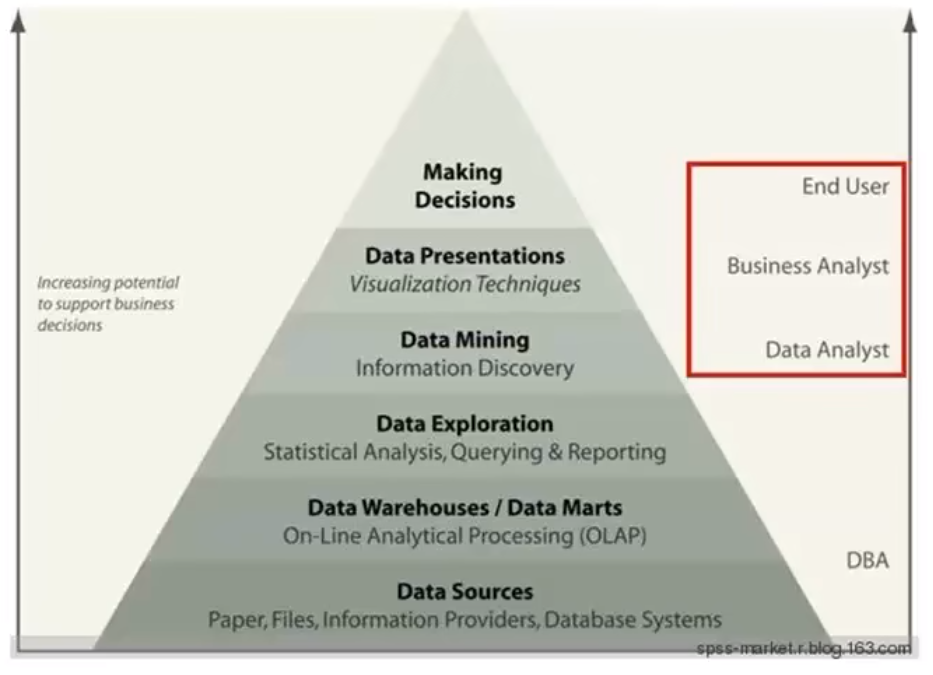 Making
Decisions
End User
Data Presentations
Visualization Techniques
Business Analyst
Increasing potential
to support business
decisions
Data Mining
Information Discovery
Data Analyst
Data Exploration
Statistical Analysis, Querying & Reporting
Data Warehouses / Data Marts
On-Line Analytical Processing (OLAP)
DBA
Data Sources
Paper, Files, Information Providers, Database Systems
spss-market.r.blog.163.com